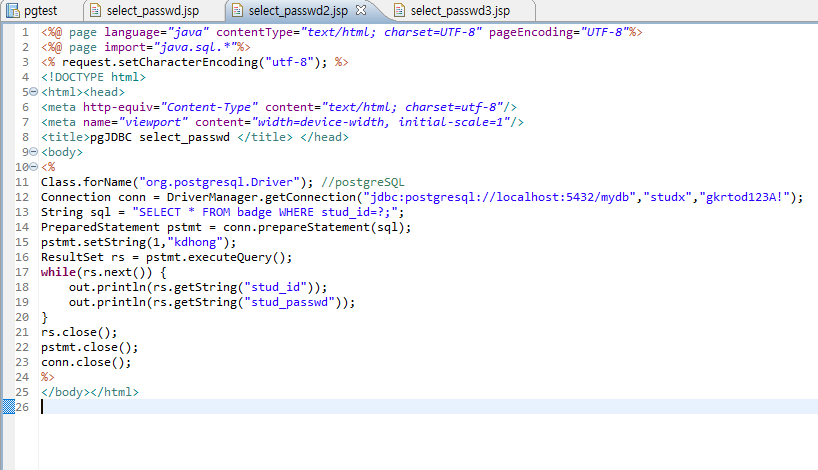 pgtest select_passwd.jsp select_passwd2.jsp select_passwd3.jsp
1 <%@ page language="java" contentType="text/html; charset=UTF-8" pageEncoding="UTF-8"%>
2 <%@ page import="java.sql.*"%>
3 <% request.setCharacterEncoding("utf-8"); %>
4 <!DOCTYPE html>
5 <html><head>
6 <meta http-equiv="Content-Type" content="text/html; charset=utf-8"/>
7 <meta name="viewport" content="width=device-width, initial-scale=1"/>
8 <title>pgJDBC select_passwd </title> </head>
9 <body>
10 <%
11 Class.forName("org.postgresql.Driver"); //postgreSQL
12 Connection conn = DriverManager.getConnection("jdbc:postgresql://localhost:5432/mydb","studx","gkrtod123A!");
13 String sql = "SELECT * FROM badge WHERE stud_id=?;";
14 PreparedStatement pstmt = conn.prepareStatement(sql);
15 pstmt.setString(1,"kdhong");
16 ResultSet rs = pstmt.executeQuery();
17 while(rs.next()) {
18     out.println(rs.getString("stud_id"));
19     out.println(rs.getString("stud_passwd"));
20 }
21 rs.close();
22 pstmt.close();
23 conn.close();
24 %>
25 </body></html>
26